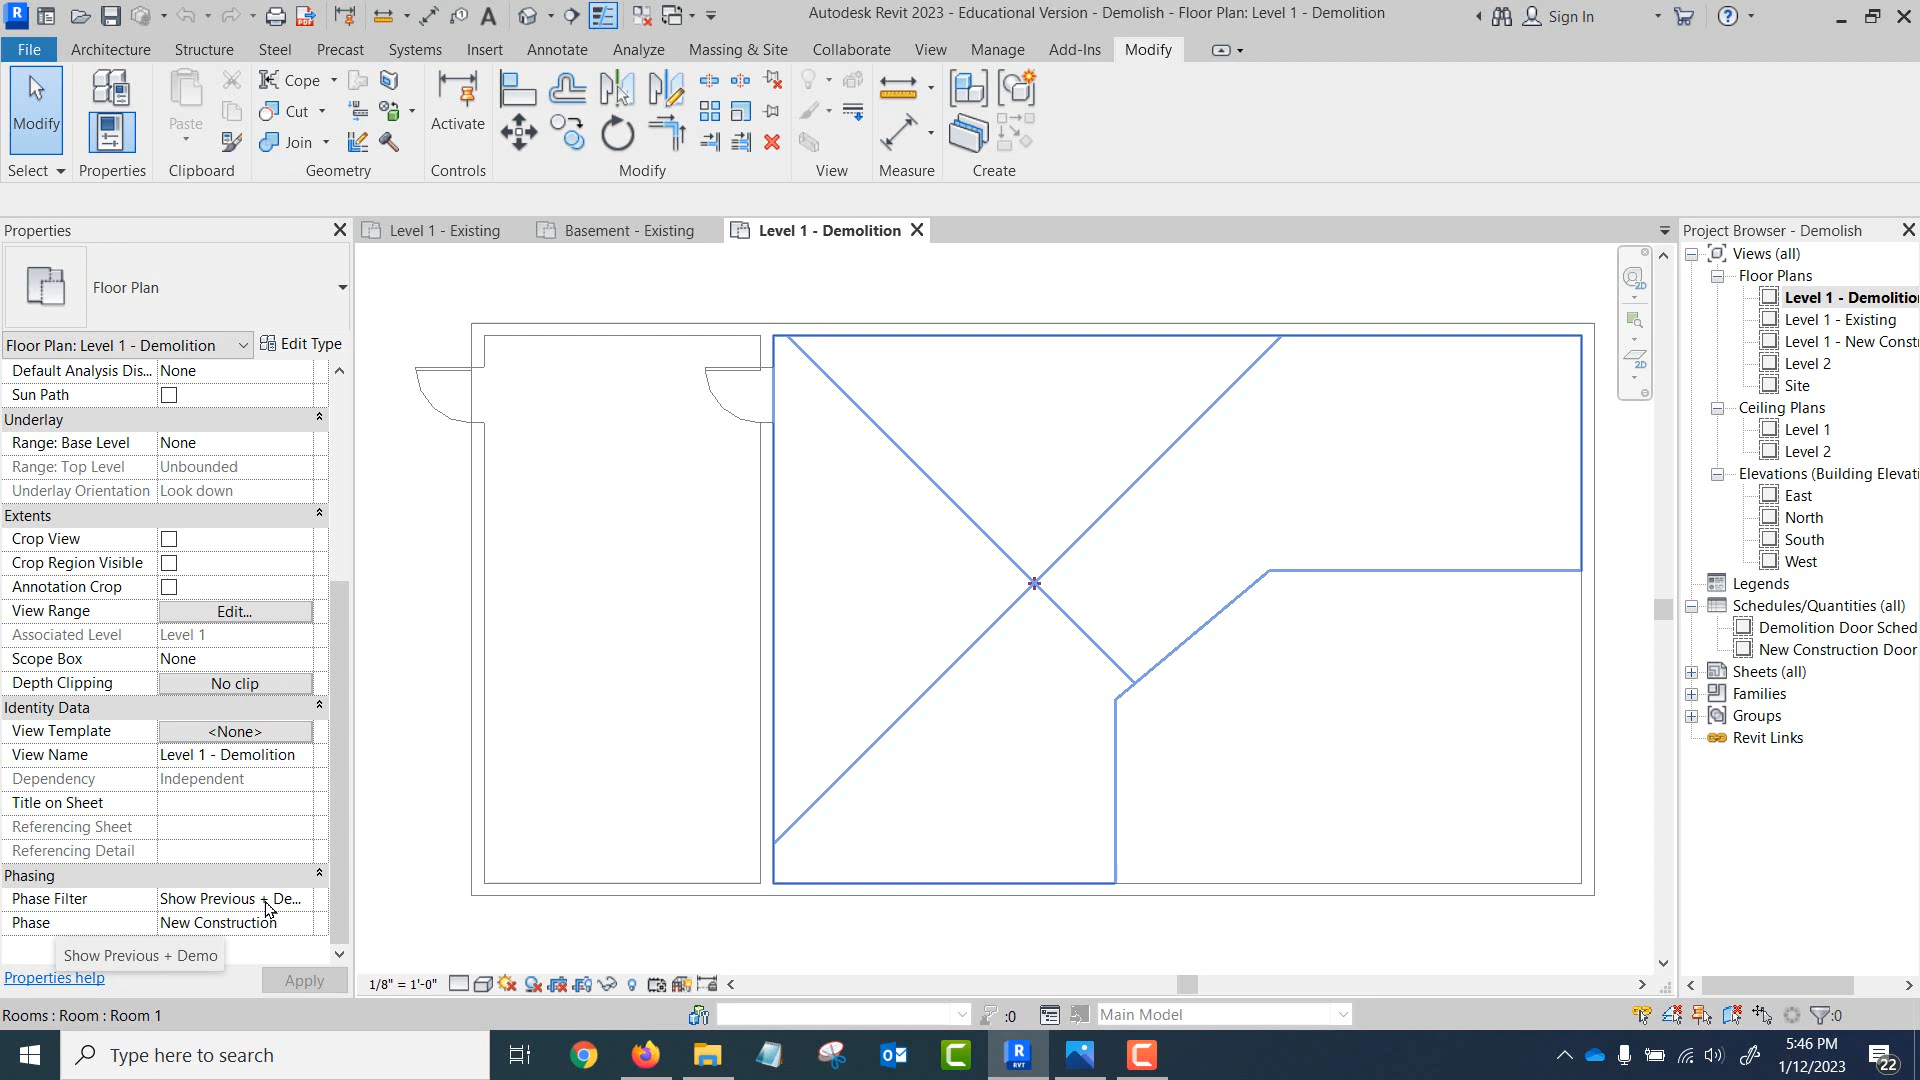 Autodesk Revit 2023 - Educational Version - Demolish - Floor Plan: Level 1 - Demolition
Sign In
File
Architecture
Structure
Steel
Precast
Systems
Insert
Annotate
Analyze
Massing & Site
Collaborate
View
Manage
Add-Ins
Modify
Modify
Paste
Cope
Cut
Join
Activate
Select
Properties
Clipboard
Geometry
Controls
Modify
View
Measure
Create
Properties
Floor Plan
Floor Plan: Level 1 - Demolition
Edit Type
Default Analysis Dis... None
Sun Path
Underlay
Range: Base Level None
Range: Top Level Unbounded
Underlay Orientation Look down
Extents
Crop View
Crop Region Visible
Annotation Crop
View Range Edit...
Associated Level Level 1
Scope Box None
Depth Clipping No clip
Identity Data
View Template <None>
View Name Level 1 - Demolition
Dependency Independent
Title on Sheet
Referencing Sheet
Referencing Detail
Phasing
Phase Filter Show Previous + De...
Phase New Construction
Show Previous + Demo
Properties help
Apply
Level 1 - Existing
Basement - Existing
Level 1 - Demolition
2D
2D
1/8" = 1'-0"
Project Browser - Demolish
Views (all)
Floor Plans
Level 1 - Demolitio
Level 1 - Existing
Level 1 - New Const
Level 2
Site
Ceiling Plans
Level 1
Level 2
Elevations (Building Elevati
East
North
South
West
Legends
Schedules/Quantities (all)
Demolition Door Sched
New Construction Door
Sheets (all)
Families
Groups
Revit Links
Rooms : Room : Room 1
:0
Main Model
:0
Type here to search
5:46 PM
1/12/2023
22